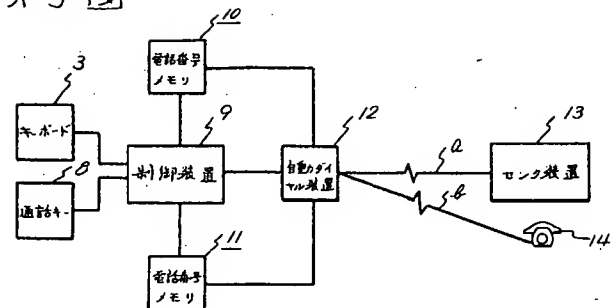 第3図
10
電話番号
メモリ
3
キーボード
9
制御装置
12
自動ダイ
ヤル装置
13
センタ装置
a
8
通話キー
b
14
11
電話番号
メモリ